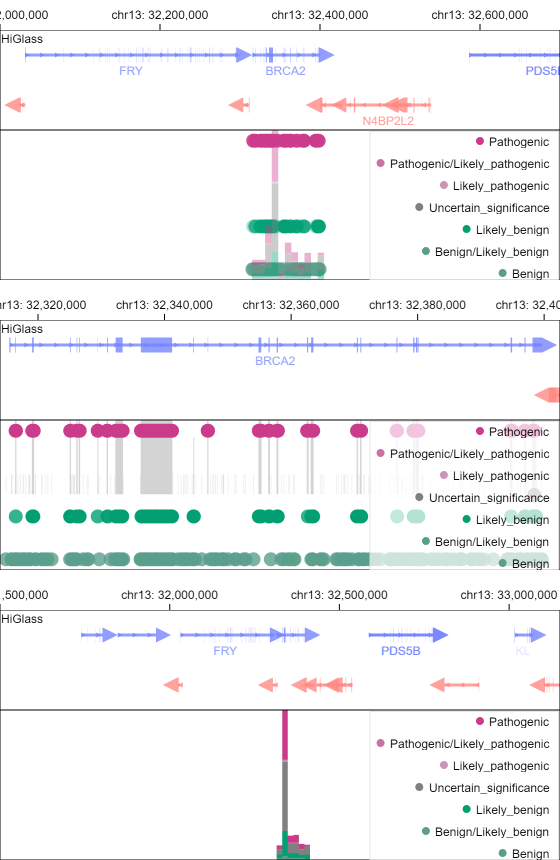 2,000,000 chr13: 32,200,000 chr13: 32,400,000 chr13: 32,600,000
HiGlass
FRY BRCA2 PDS5
N4BP2L2
Pathogenic
Pathogenic/Likely_pathogenic
Likely_pathogenic
Uncertain_significance
Likely_benign
Benign/Likely_benign
Benign
hr13: 32,320,000 chr13: 32,340,000 chr13: 32,360,000 chr13: 32,380,000 chr13: 32,40
HiGlass
BRCA2
Pathogenic
Pathogenic/Likely_pathogenic
Likely_pathogenic
Uncertain_significance
Likely_benign
Benign/Likely_benign
Benign
,500,000 chr13: 32,000,000 chr13: 32,500,000 chr13: 33,000,000
HiGlass
FRY PDS5B KL
Pathogenic
Pathogenic/Likely_pathogenic
Likely_pathogenic
Uncertain_significance
Likely_benign
Benign/Likely_benign
Benign